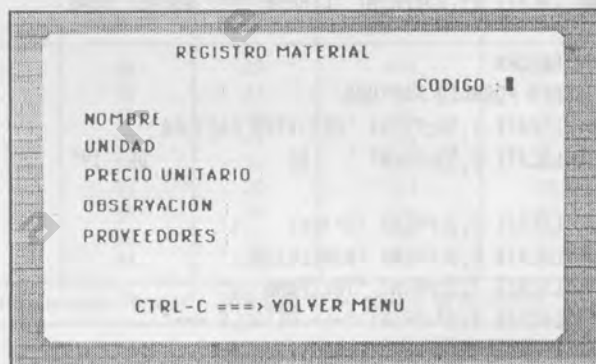 REGISTRO MATERIAL
CODIGO :
NOMBRE
UNIDAD
PRECIO UNITARIO
OBSERVACION
PROVEEDORES
CTRL-C ===> VOLVER MENU